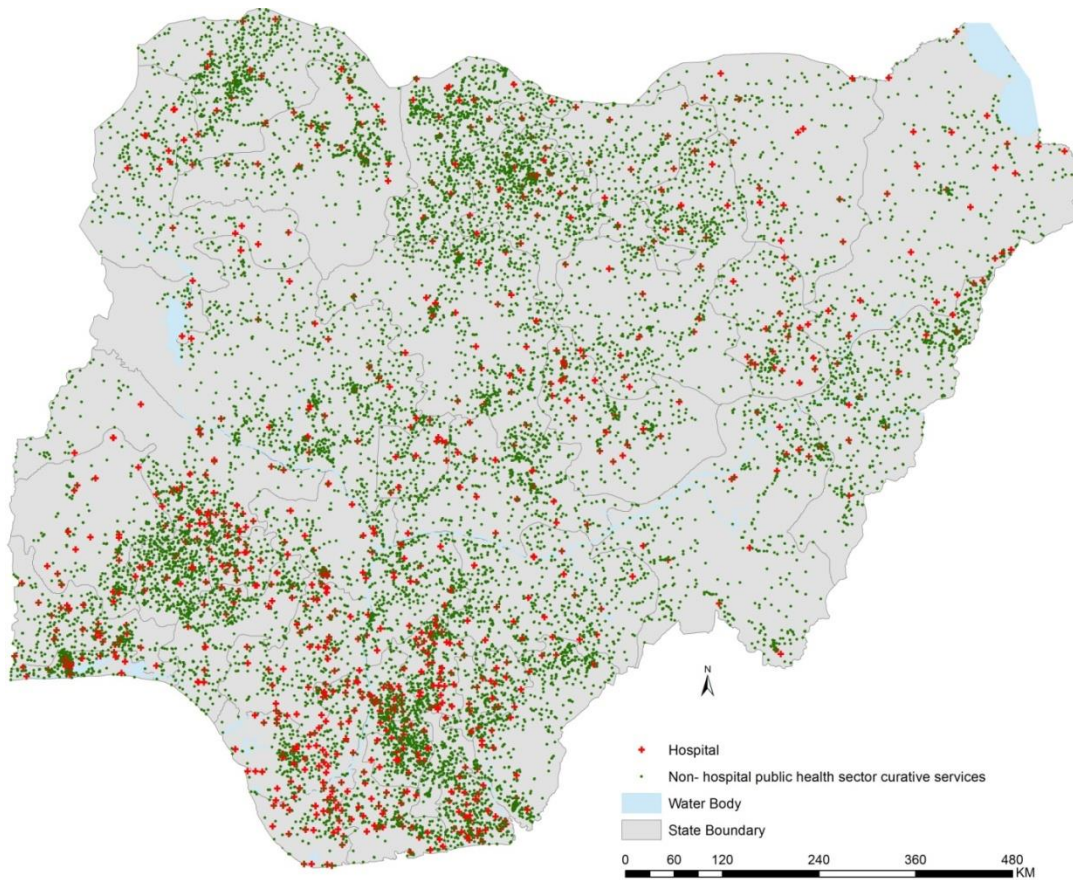 N
Hospital
Non- hospital public health sector curative services
Water Body
State Boundary
0 60 120 240 360 480
KM